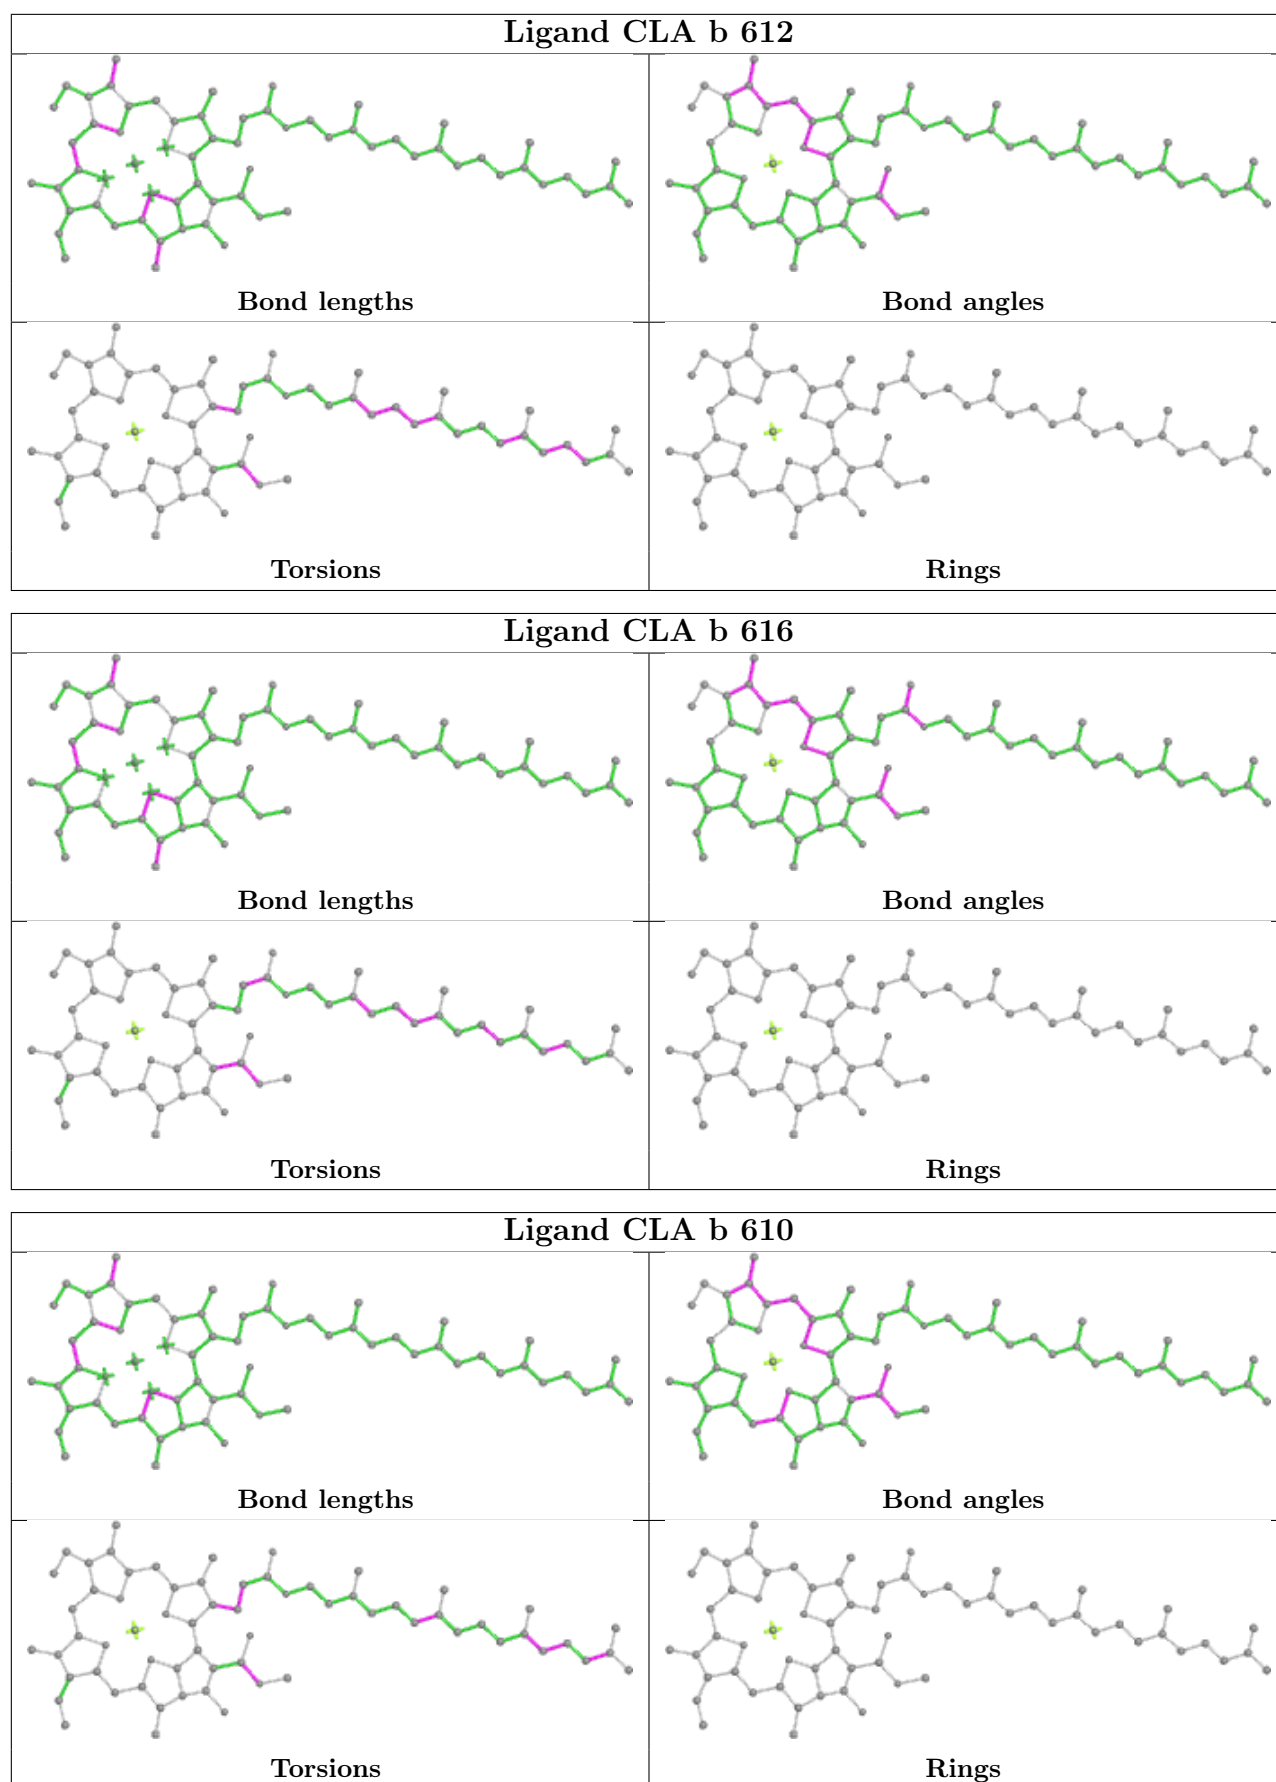 Ligand CLA b 612
Bond lengths
Bond angles
Torsions
Rings
Ligand CLA b 616
Bond lengths
Bond angles
Torsions
Rings
Ligand CLA b 610
Bond lengths
Bond angles
Torsions
Rings